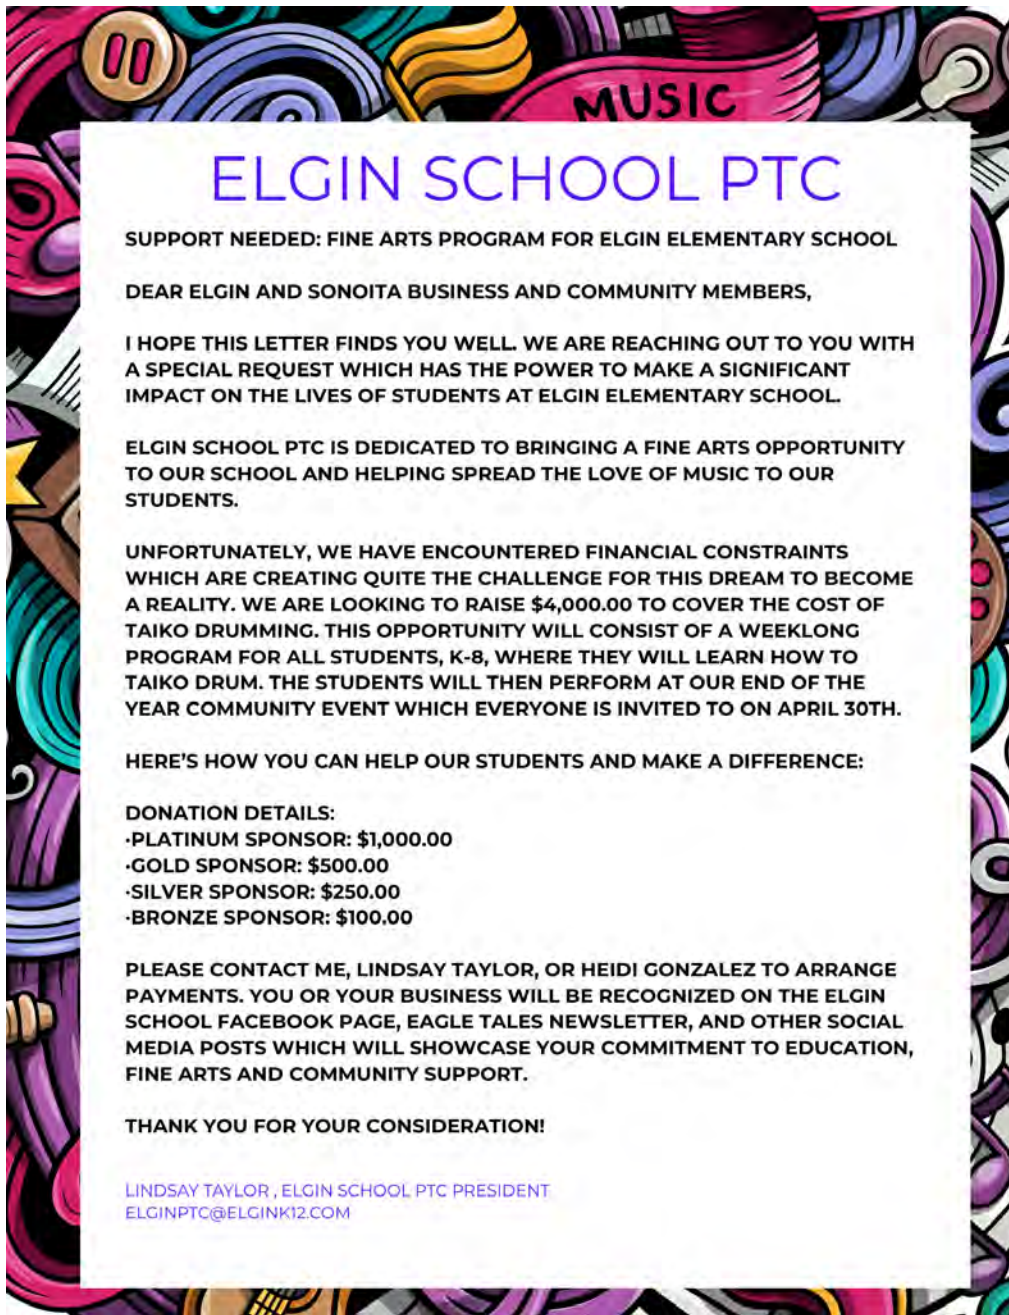 MUSIC
ELGIN SCHOOL PTC
SUPPORT NEEDED: FINE ARTS PROGRAM FOR ELGIN ELEMENTARY SCHOOL
DEAR ELGIN AND SONOITA BUSINESS AND COMMUNITY MEMBERS,
I HOPE THIS LETTER FINDS YOU WELL. WE ARE REACHING OUT TO YOU WITH
A SPECIAL REQUEST WHICH HAS THE POWER TO MAKE A SIGNIFICANT
IMPACT ON THE LIVES OF STUDENTS AT ELGIN ELEMENTARY SCHOOL.
ELGIN SCHOOL PTC IS DEDICATED TO BRINGING A FINE ARTS OPPORTUNITY
TO OUR SCHOOL AND HELPING SPREAD THE LOVE OF MUSIC TO OUR
STUDENTS.
UNFORTUNATELY, WE HAVE ENCOUNTERED FINANCIAL CONSTRAINTS
WHICH ARE CREATING QUITE THE CHALLENGE FOR THIS DREAM TO BECOME
A REALITY. WE ARE LOOKING TO RAISE $4,000.00 TO COVER THE COST OF
TAIKO DRUMMING. THIS OPPORTUNITY WILL CONSIST OF A WEEKLONG
PROGRAM FOR ALL STUDENTS, K-8, WHERE THEY WILL LEARN HOW TO
TAIKO DRUM. THE STUDENTS WILL THEN PERFORM AT OUR END OF THE
YEAR COMMUNITY EVENT WHICH EVERYONE IS INVITED TO ON APRIL 30TH.
HERE'S HOW YOU CAN HELP OUR STUDENTS AND MAKE A DIFFERENCE:
DONATION DETAILS:
·PLATINUM SPONSOR: $1,000.00
·GOLD SPONSOR: $500.00
·SILVER SPONSOR: $250.00
·BRONZE SPONSOR: $100.00
PLEASE CONTACT ME, LINDSAY TAYLOR, OR HEIDI GONZALEZ TO ARRANGE
PAYMENTS. YOU OR YOUR BUSINESS WILL BE RECOGNIZED ON THE ELGIN
SCHOOL FACEBOOK PAGE, EAGLE TALES NEWSLETTER, AND OTHER SOCIAL
MEDIA POSTS WHICH WILL SHOWCASE YOUR COMMITMENT TO EDUCATION,
FINE ARTS AND COMMUNITY SUPPORT.
THANK YOU FOR YOUR CONSIDERATION!
LINDSAY TAYLOR , ELGIN SCHOOL PTC PRESIDENT
ELGINPTC@ELGINK12.COM